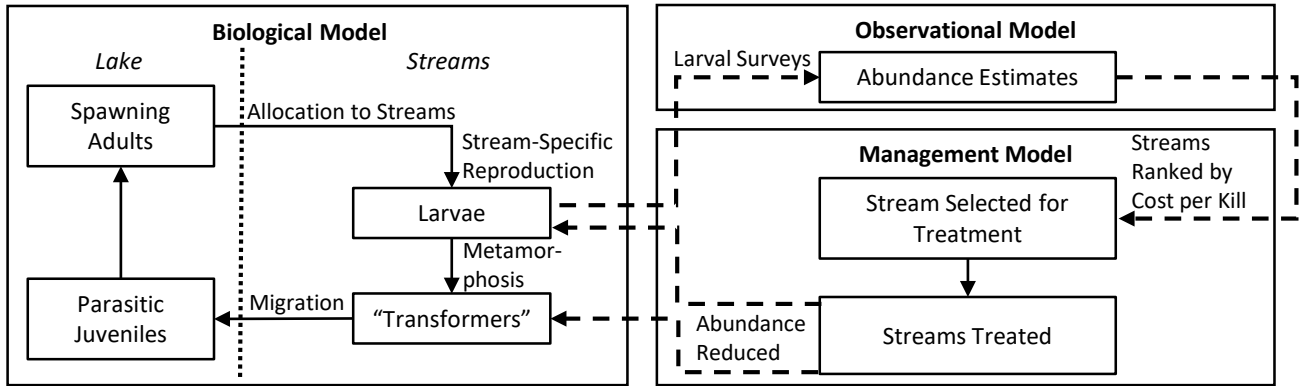 Biological Model
Lake
Streams
Spawning
Adults
Allocation to Streams
Stream-Specific
Reproduction
Larvae
Metamor-
phosis
Parasitic
Juveniles
Migration
“Transformers”
Observational Model
Larval Surveys
Abundance Estimates
Management Model
Streams
Ranked by
Cost per Kill
Stream Selected for
Treatment
Abundance
Reduced
Streams Treated